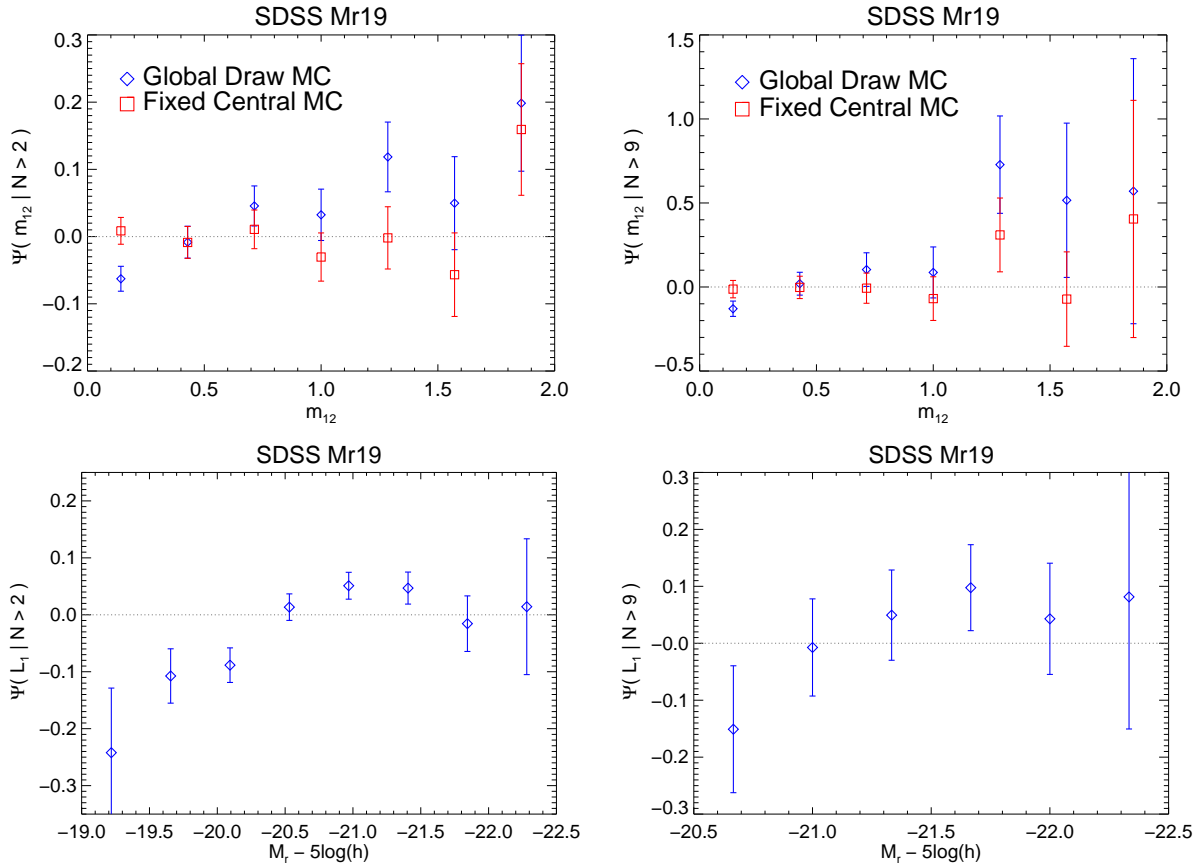 SDSS Mr19
Global Draw MC
Fixed Central MC
Ψ( m12 | N > 2 )
0.3
0.2
0.1
0.0
−0.1
−0.2
0.0 0.5 1.0 1.5 2.0
m12
SDSS Mr19
Global Draw MC
Fixed Central MC
Ψ( m12 | N > 9 )
1.5
1.0
0.5
0.0
−0.5
0.0 0.5 1.0 1.5 2.0
m12
SDSS Mr19
Ψ( L1 | N > 2 )
0.2
0.1
0.0
−0.1
−0.2
−0.3
−19.0 −19.5 −20.0 −20.5 −21.0 −21.5 −22.0 −22.5
Mr − 5log(h)
SDSS Mr19
Ψ( L1 | N > 9 )
0.3
0.2
0.1
−0.0
−0.1
−0.2
−0.3
−20.5 −21.0 −21.5 −22.0 −22.5
Mr − 5log(h)